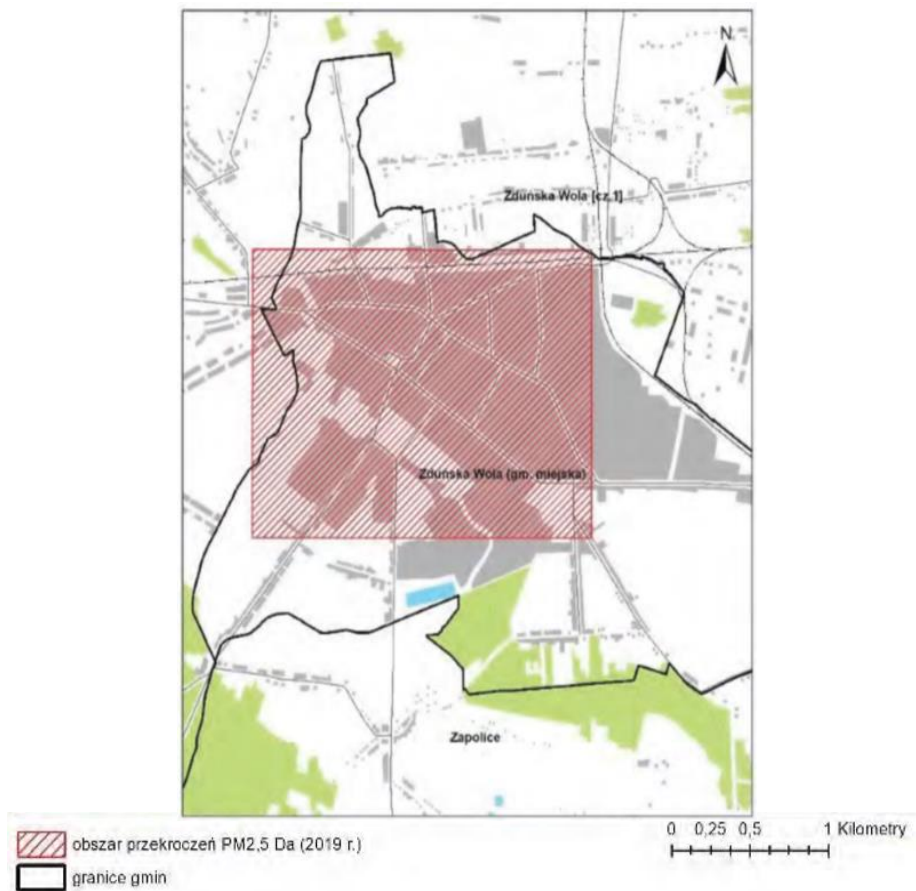 N
Zduńska Wola [cz.1]
Zduńska Wola (gm. miejska)
Zapolice
obszar przekroczeń PM2,5 Da (2019 r.)
0 0,25 0,5 1 Kilometry
granice gmin